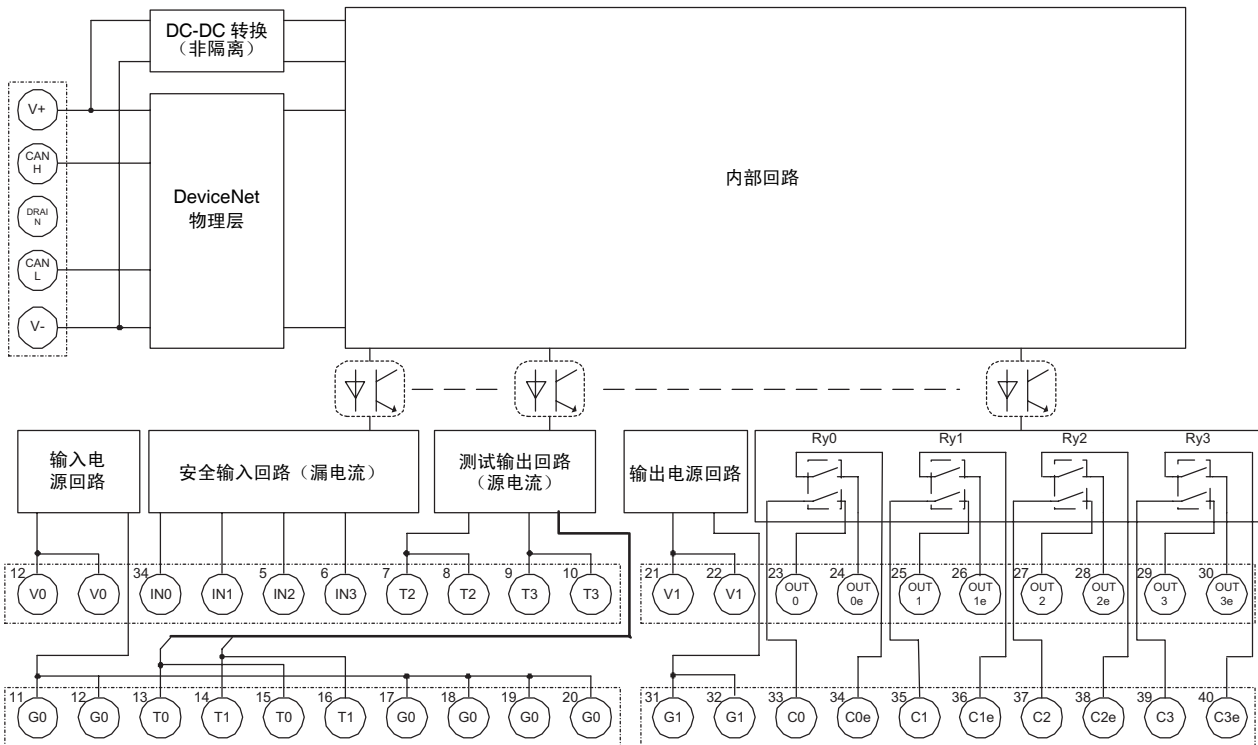 DC-DC 转换
（非隔离）
V+
CAN
H
DRAI
N
CAN
L
V-
DeviceNet
物理层
内部回路
输入电
源回路
安全输入回路（漏电流）
测试输出回路
（源电流）
输出电源回路
Ry0
Ry1
Ry2
Ry3
12
V0
V0
34
IN0
IN1
5
IN2
6
IN3
7
T2
8
T2
9
T3
10
T3
21
V1
22
V1
23
OUT
0
24
OUT
0e
25
OUT
1
26
OUT
1e
27
OUT
2
28
OUT
2e
29
OUT
3
30
OUT
3e
11
G0
12
G0
13
T0
14
T1
15
T0
16
T1
17
G0
18
G0
19
G0
20
G0
31
G1
32
G1
33
C0
34
C0e
35
C1
36
C1e
37
C2
38
C2e
39
C3
40
C3e